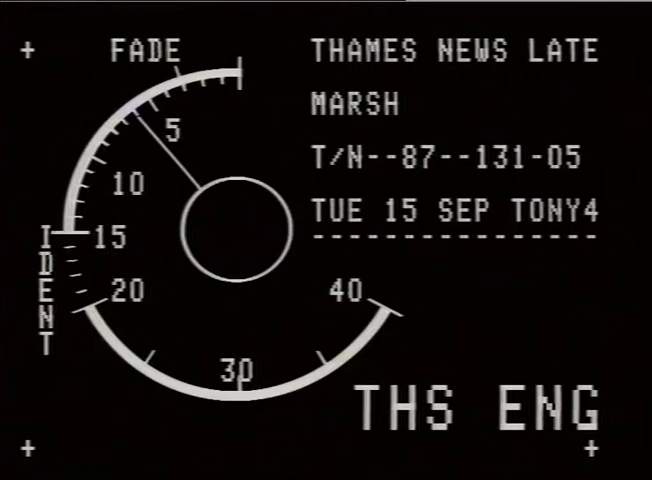 FADE
THAMES NEWS LATE
MARSH
5
T/N--87--131-05
10
TUE 15 SEP TONY4
----------------
IDENT
15
20
40
30
THS ENG